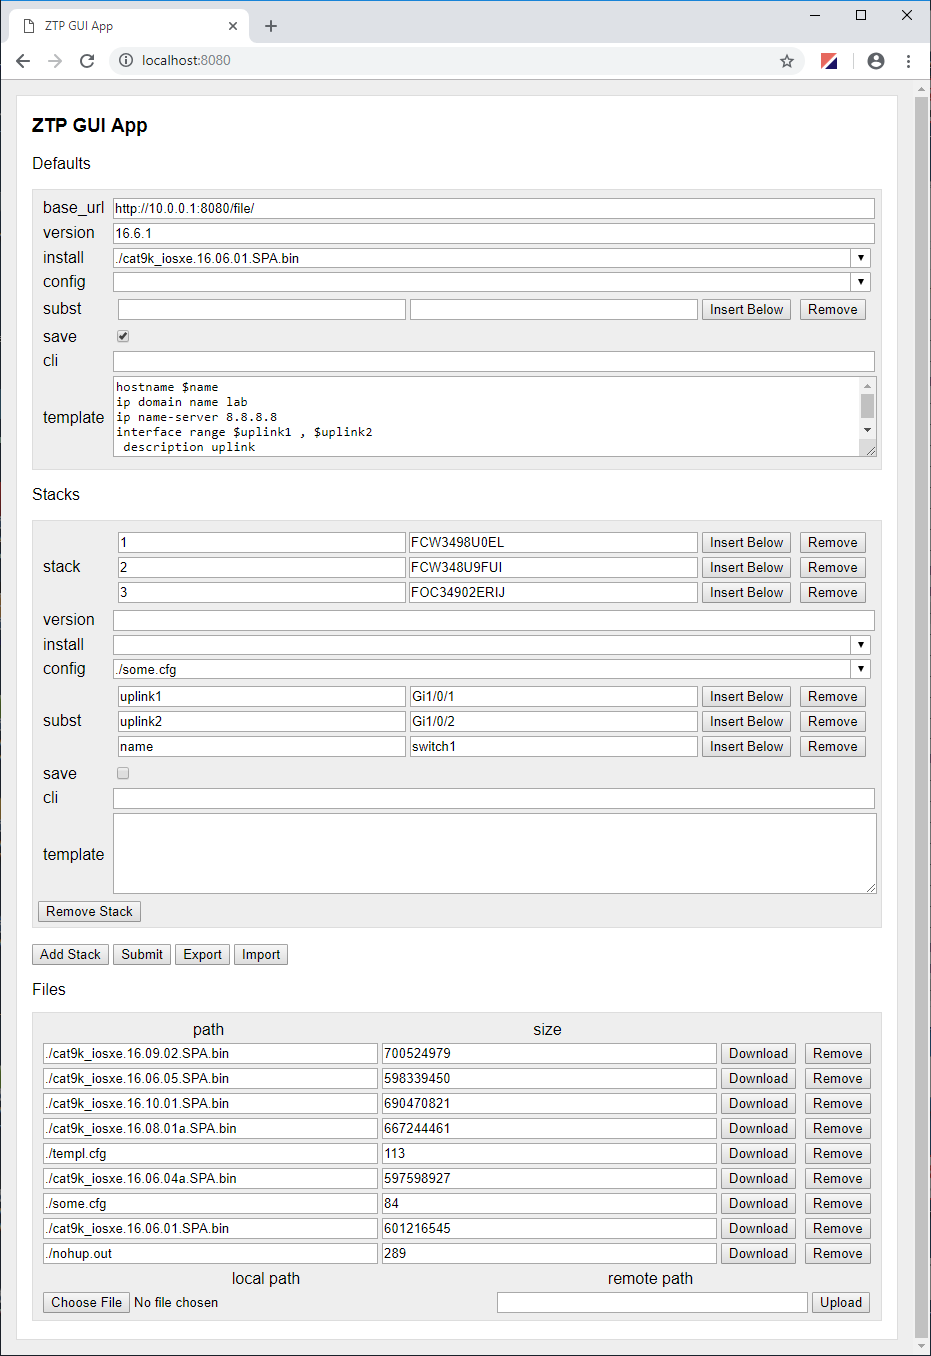 ZTP GUI App
localhost:8080
ZTP GUI App
Defaults
base_url http://10.0.0.1:8080/file/
version 16.6.1
install ./cat9k_iosxe.16.06.01.SPA.bin
config
subst Insert Below Remove
save
cli
template
hostname $name
ip domain name lab
ip name-server 8.8.8.8
interface range $uplink1 , $uplink2
description uplink
Stacks
stack
1 FCW3498U0EL Insert Below Remove
2 FCW348U9FUI Insert Below Remove
3 FOC34902ERIJ Insert Below Remove
version
install
config ./some.cfg
subst
uplink1 Gi1/0/1 Insert Below Remove
uplink2 Gi1/0/2 Insert Below Remove
name switch1 Insert Below Remove
save
cli
template
Remove Stack
Add Stack Submit Export Import
Files
path size
./cat9k_iosxe.16.09.02.SPA.bin 700524979 Download Remove
./cat9k_iosxe.16.06.05.SPA.bin 598339450 Download Remove
./cat9k_iosxe.16.10.01.SPA.bin 690470821 Download Remove
./cat9k_iosxe.16.08.01a.SPA.bin 667244461 Download Remove
./templ.cfg 113 Download Remove
./cat9k_iosxe.16.06.04a.SPA.bin 597598927 Download Remove
./some.cfg 84 Download Remove
./cat9k_iosxe.16.06.01.SPA.bin 601216545 Download Remove
./nohup.out 289 Download Remove
local path remote path
Choose File No file chosen Upload